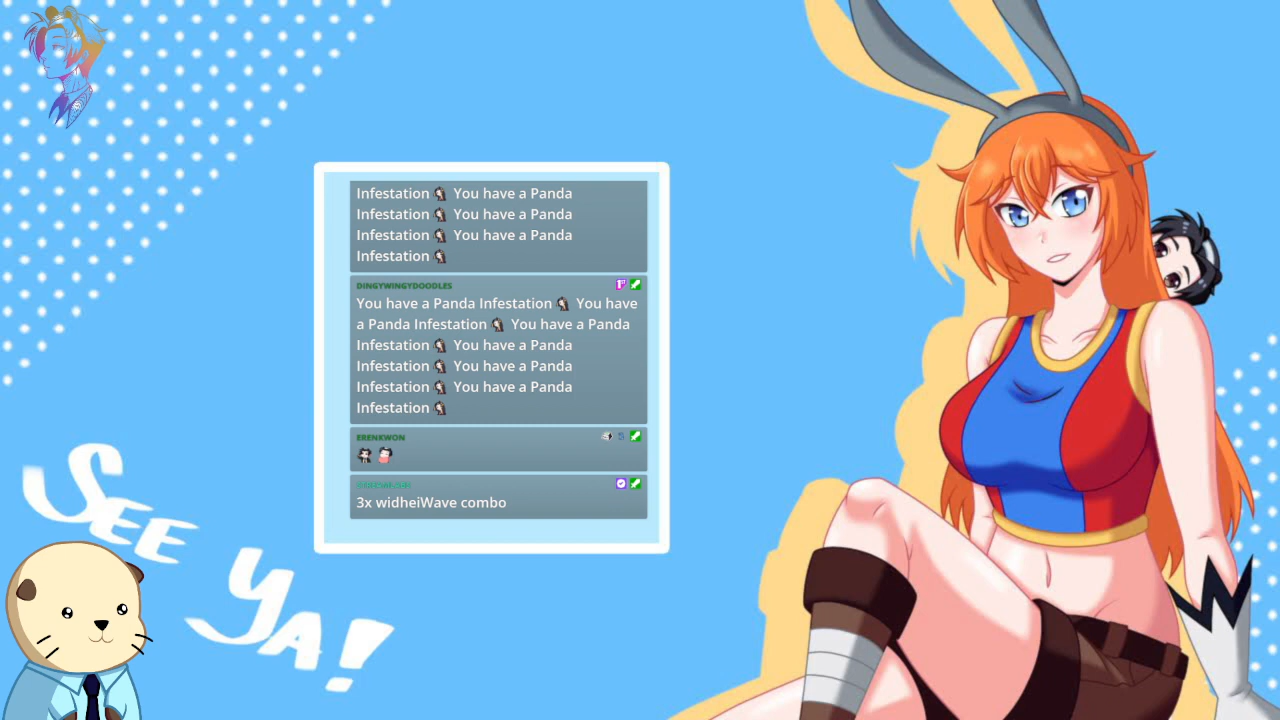 Infestation You have a Panda
Infestation You have a Panda
Infestation You have a Panda
Infestation
DINGYWINGYDOODLES
You have a Panda Infestation You have
a Panda Infestation You have a Panda
Infestation You have a Panda
Infestation You have a Panda
Infestation You have a Panda
Infestation
ERENKWON
3x widheiWave combo
SEE
YA!